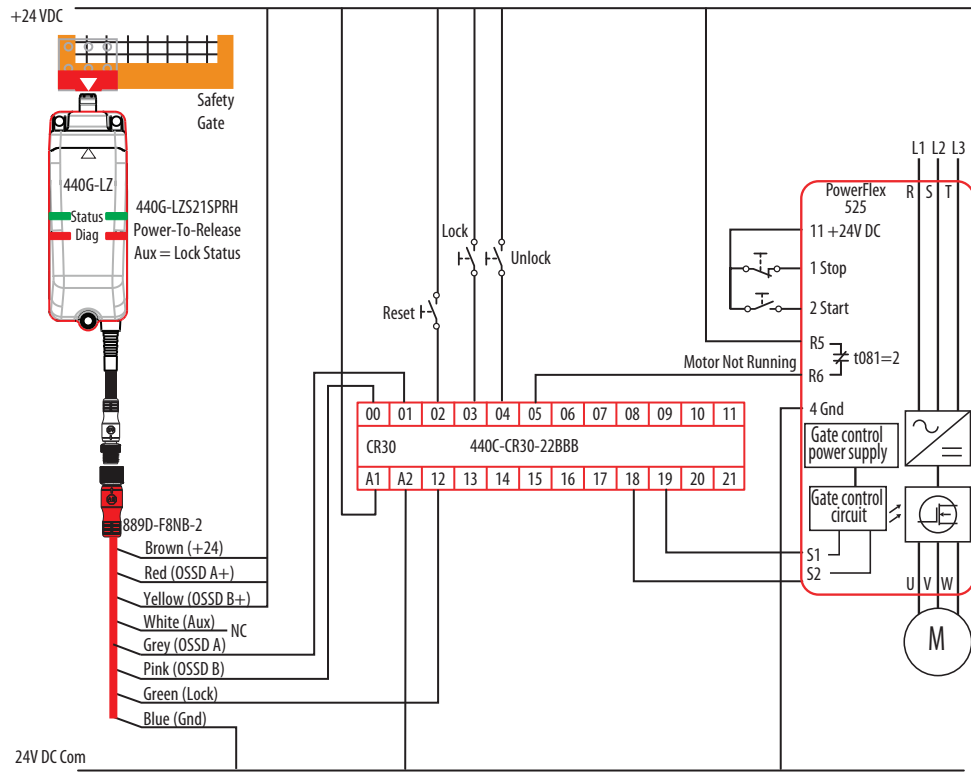 +24 VDC
Safety
Gate
440G-LZ
Status
Diag
440G-LZS21SPRH
Power-To-Release
Aux = Lock Status
Lock
Unlock
Reset
L1 L2 L3
R S T
PowerFlex
525
11 +24V DC
1 Stop
2 Start
R5
t081=2
R6
Motor Not Running
4 Gnd
Gate control
power supply
Gate control
circuit
S1
S2
U V W
M
00 01 02 03 04 05 06 07 08 09 10 11
CR30 440C-CR30-22BBB
A1 A2 12 13 14 15 16 17 18 19 20 21
889D-F8NB-2
Brown (+24)
Red (OSSD A+)
Yellow (OSSD B+)
White (Aux)
NC
Grey (OSSD A)
Pink (OSSD B)
Green (Lock)
Blue (Gnd)
24V DC Com